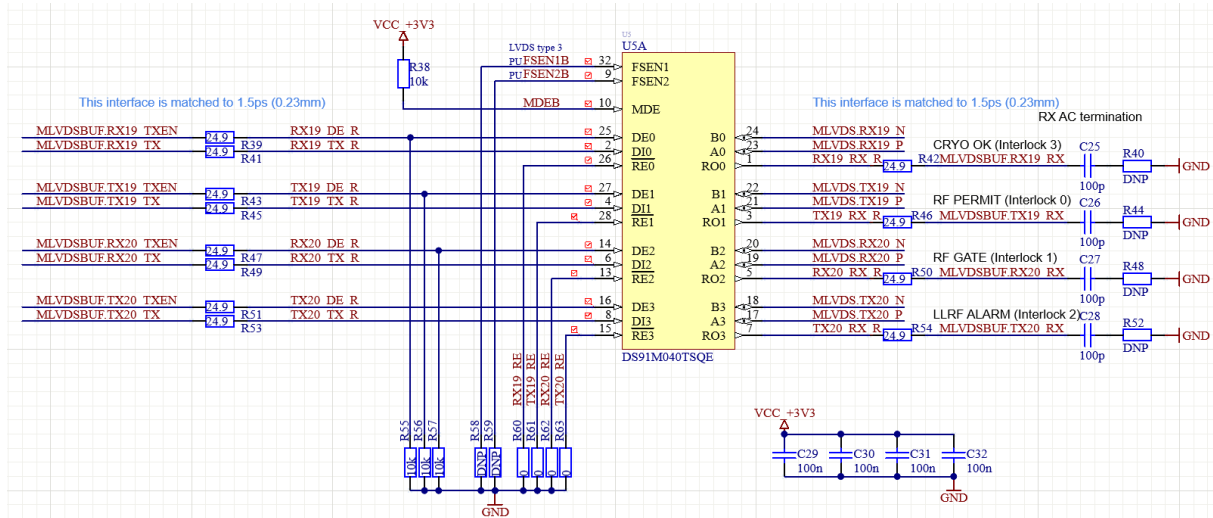 VCC_+3V3
R38
10k
LVDS type 3
U5
U5A
PU FSEN1B
32
FSEN1
PU FSEN2B
9
FSEN2
MDEB
10
MDE
This interface is matched to 1.5ps (0.23mm)
This interface is matched to 1.5ps (0.23mm)
RX AC termination
MLVDSBUF.RX19_TXEN
24.9
R39
RX19_DE_R
25
DE0
MLVDSBUF.RX19_TX
24.9
R41
RX19_TX_R
2
DI0
26
RE0
B0
24
MLVDS.RX19_N
A0
23
MLVDS.RX19_P
CRYO OK (Interlock 3)
RO0
1
RX19_RX_R
24.9
R42
MLVDSBUF.RX19_RX
C25
100p
R40
DNP
GND
MLVDSBUF.TX19_TXEN
24.9
R43
TX19_DE_R
27
DE1
MLVDSBUF.TX19_TX
24.9
R45
TX19_TX_R
4
DI1
28
RE1
B1
22
MLVDS.TX19_N
A1
21
MLVDS.TX19_P
RF PERMIT (Interlock 0)
RO1
3
TX19_RX_R
24.9
R46
MLVDSBUF.TX19_RX
C26
100p
R44
DNP
GND
MLVDSBUF.RX20_TXEN
24.9
R47
RX20_DE_R
14
DE2
MLVDSBUF.RX20_TX
24.9
R49
RX20_TX_R
6
DI2
13
RE2
B2
20
MLVDS.RX20_N
A2
19
MLVDS.RX20_P
RF GATE (Interlock 1)
RO2
5
RX20_RX_R
24.9
R50
MLVDSBUF.RX20_RX
C27
100p
R48
DNP
GND
MLVDSBUF.TX20_TXEN
24.9
R51
TX20_DE_R
16
DE3
MLVDSBUF.TX20_TX
24.9
R53
TX20_TX_R
8
DI3
15
RE3
B3
18
MLVDS.TX20_N
A3
17
MLVDS.TX20_P
LLRF ALARM (Interlock 2)
RO3
7
TX20_RX_R
24.9
R54
MLVDSBUF.TX20_RX
C28
100p
R52
DNP
GND
DS91M040TSQE
RX19_RE
TX19_RE
RX20_RE
TX20_RE
R55
10k
R56
10k
R57
10k
R58
DNP
R59
DNP
R60
0
R61
0
R62
0
R63
0
GND
VCC_+3V3
C29
100n
C30
100n
C31
100n
C32
100n
GND